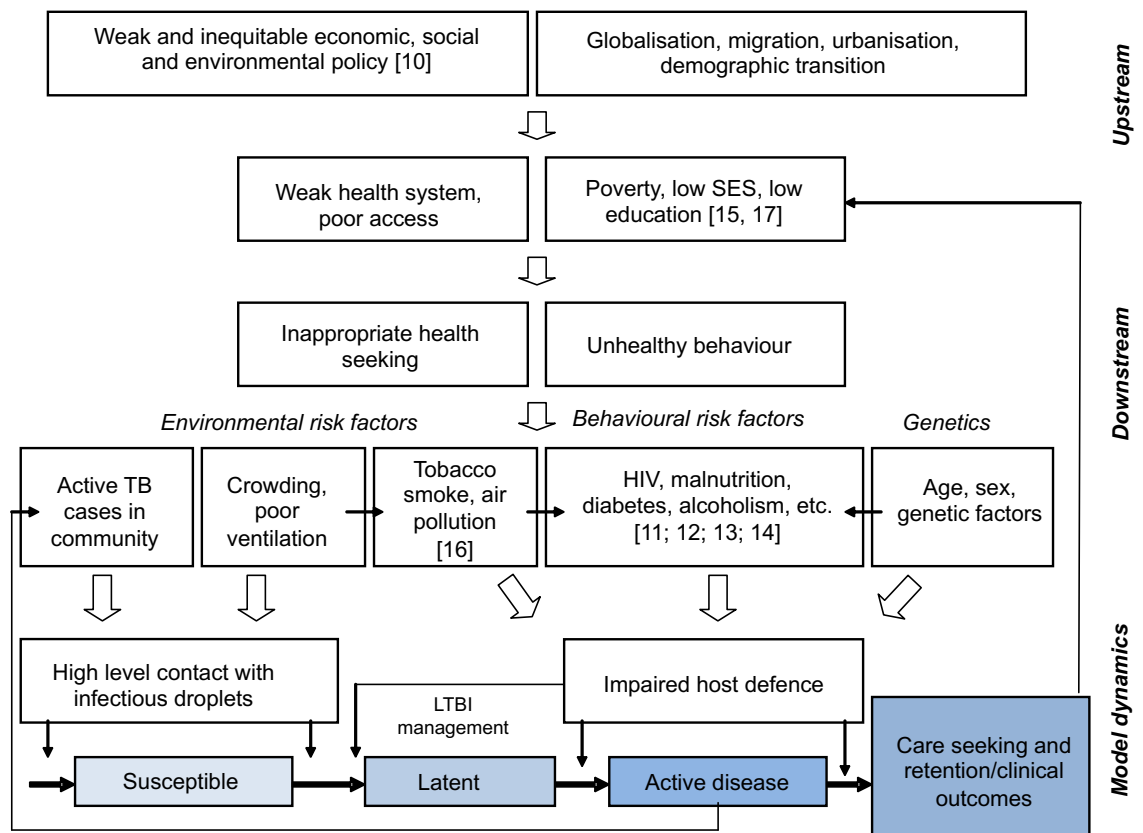 Weak and inequitable economic, social
and environmental policy [10]
Globalisation, migration, urbanisation,
demographic transition
Upstream
Weak health system,
poor access
Poverty, low SES, low
education [15, 17]
Inappropriate health
seeking
Unhealthy behaviour
Downstream
Environmental risk factors
Behavioural risk factors
Genetics
Active TB
cases in
community
Crowding,
poor
ventilation
Tobacco
smoke, air
pollution
[16]
HIV, malnutrition,
diabetes, alcoholism, etc.
[11; 12; 13; 14]
Age, sex,
genetic factors
High level contact with
infectious droplets
LTBI
management
Impaired host defence
Model dynamics
Susceptible
Latent
Active disease
Care seeking and
retention/clinical
outcomes